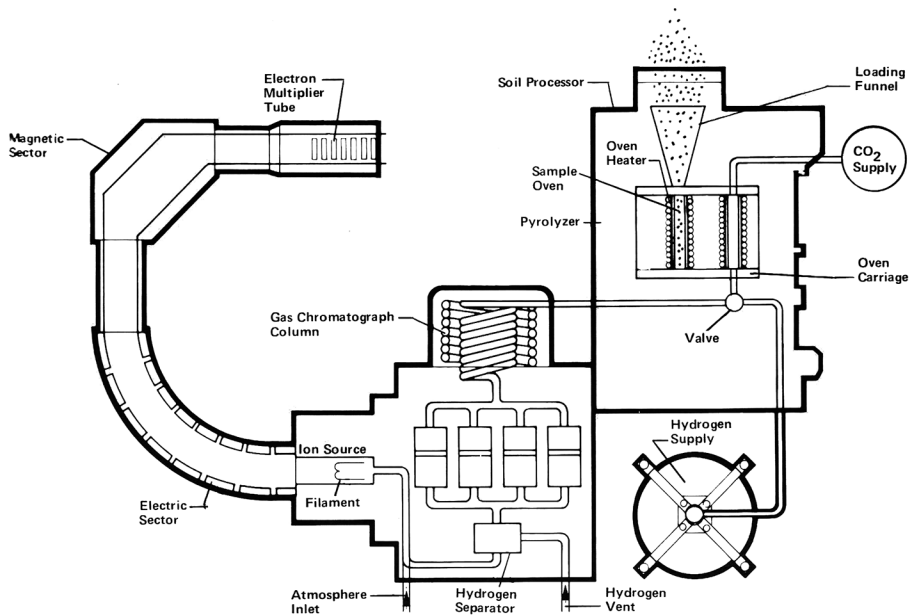 Electron
Multiplier
Tube
Magnetic
Sector
Soil Processor
Loading
Funnel
CO2
Supply
Oven
Heater
Sample
Oven
Pyrolyzer
Oven
Carriage
Gas Chromatograph
Column
Valve
Hydrogen
Supply
Ion Source
Filament
Electric
Sector
Atmosphere
Inlet
Hydrogen
Separator
Hydrogen
Vent